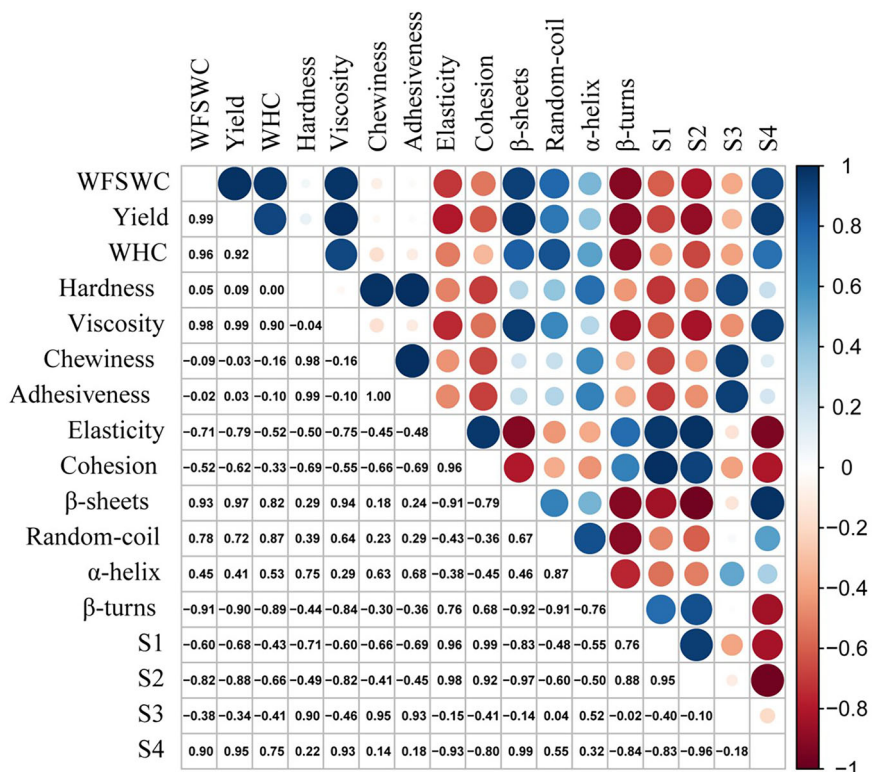 WFSWC Yield WHC Hardness Viscosity Chewiness Adhesiveness Elasticity Cohesion β-sheets Random-coil α-helix β-turns S1 S2 S3 S4
WFSWC
Yield 0.99
WHC 0.96 0.92
Hardness 0.05 0.09 0.00
Viscosity 0.98 0.99 0.90 −0.04
Chewiness −0.09 −0.03 −0.16 0.98 −0.16
Adhesiveness −0.02 0.03 −0.10 0.99 −0.10 1.00
Elasticity −0.71 −0.79 −0.52 −0.50 −0.75 −0.45 −0.48
Cohesion −0.52 −0.62 −0.33 −0.69 −0.55 −0.66 −0.69 0.96
β-sheets 0.93 0.97 0.82 0.29 0.94 0.18 0.24 −0.91 −0.79
Random-coil 0.78 0.72 0.87 0.39 0.64 0.23 0.29 −0.43 −0.36 0.67
α-helix 0.45 0.41 0.53 0.75 0.29 0.63 0.68 −0.38 −0.45 0.46 0.87
β-turns −0.91 −0.90 −0.89 −0.44 −0.84 −0.30 −0.36 0.76 0.68 −0.92 −0.91 −0.76
S1 −0.60 −0.68 −0.43 −0.71 −0.60 −0.66 −0.69 0.96 0.99 −0.83 −0.48 −0.55 0.76
S2 −0.82 −0.88 −0.66 −0.49 −0.82 −0.41 −0.45 0.98 0.92 −0.97 −0.60 −0.50 0.88 0.95
S3 −0.38 −0.34 −0.41 0.90 −0.46 0.95 0.93 −0.15 −0.41 −0.14 0.04 0.52 −0.02 −0.40 −0.10
S4 0.90 0.95 0.75 0.22 0.93 0.14 0.18 −0.93 −0.80 0.99 0.55 0.32 −0.84 −0.83 −0.96 −0.18
1
0.8
0.6
0.4
0.2
0
−0.2
−0.4
−0.6
−0.8
−1